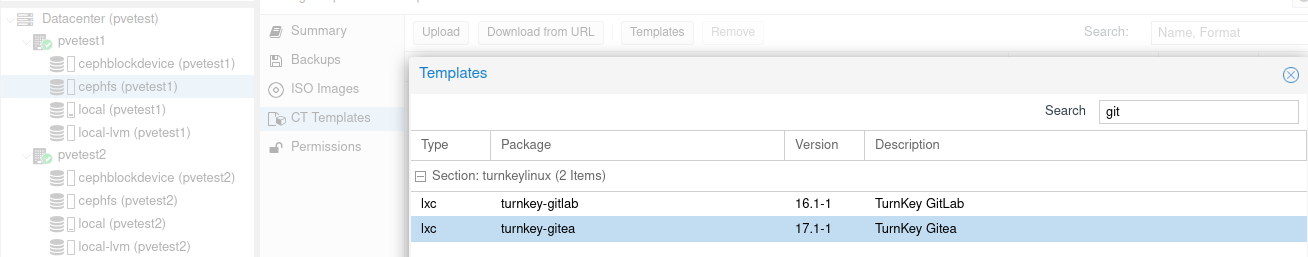 Datacenter (pvetest)
pvetest1
cephblockdevice (pvetest1)
cephfs (pvetest1)
local (pvetest1)
local-lvm (pvetest1)
pvetest2
cephblockdevice (pvetest2)
cephfs (pvetest2)
local (pvetest2)
local-lvm (pvetest2)
Summary
Backups
ISO Images
CT Templates
Permissions
Upload Download from URL Templates Remove Search: Name, Format
Templates
Search git
Type Package Version Description
Section: turnkeylinux (2 Items)
lxc turnkey-gitlab 16.1-1 TurnKey GitLab
lxc turnkey-gitea 17.1-1 TurnKey Gitea